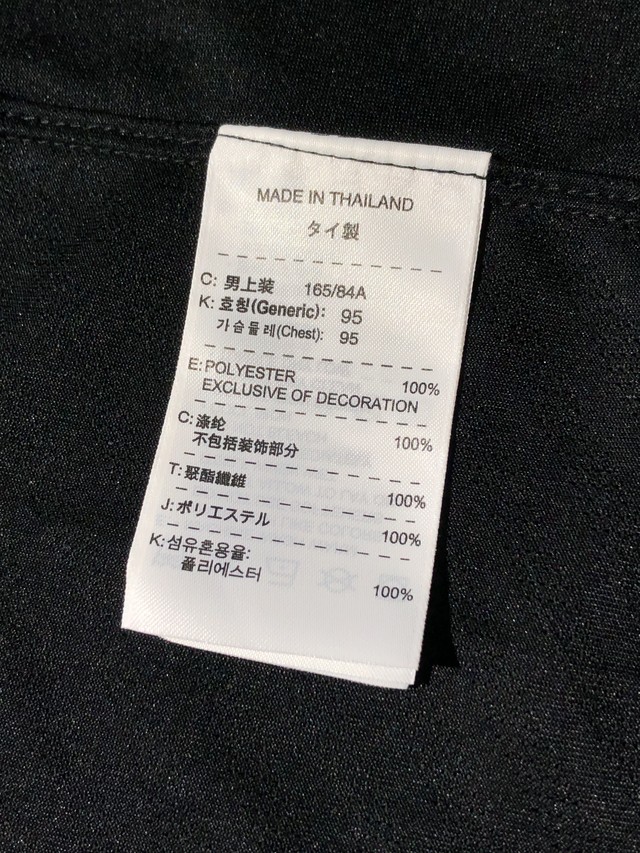 MADE IN THAILAND
タイ製
C: 男上装 165/84A
K: 호칭(Generic): 95
가슴둘레(Chest): 95
E: POLYESTER 100%
EXCLUSIVE OF DECORATION
C: 涤纶 100%
不包括装饰部分
T: 聚酯纖維 100%
J: ポリエステル 100%
K: 섬유혼용율:
폴리에스터 100%